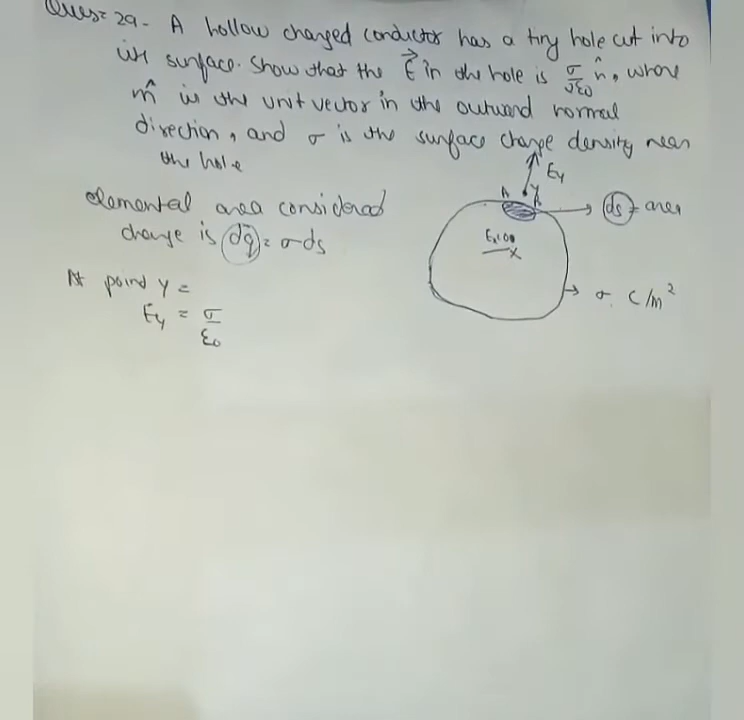 Ques= 29- A hollow charged conductor has a tiny hole cut into
its surface. Show that the E⃗ in the hole is σ/2ε₀ n̂, where
n̂ is the unit vector in the outward normal
direction, and σ is the surface charge density near
the hole
Ey
A Y A
elemental area considered
ds = area
charge is dq = σds
x
At point Y =
σ C/m²
Ey = σ/ε₀